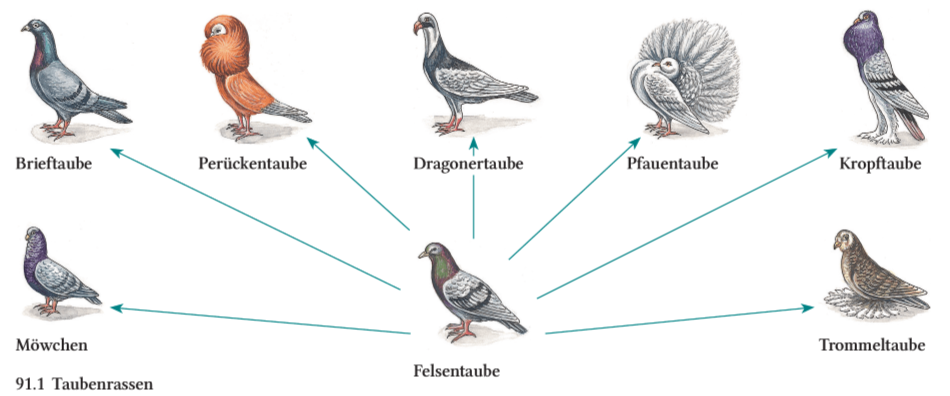 Brieftaube
Perückentaube
Dragonertaube
Pfauentaube
Kropftaube
Möwchen
Felsentaube
Trommeltaube
91.1 Taubenrassen